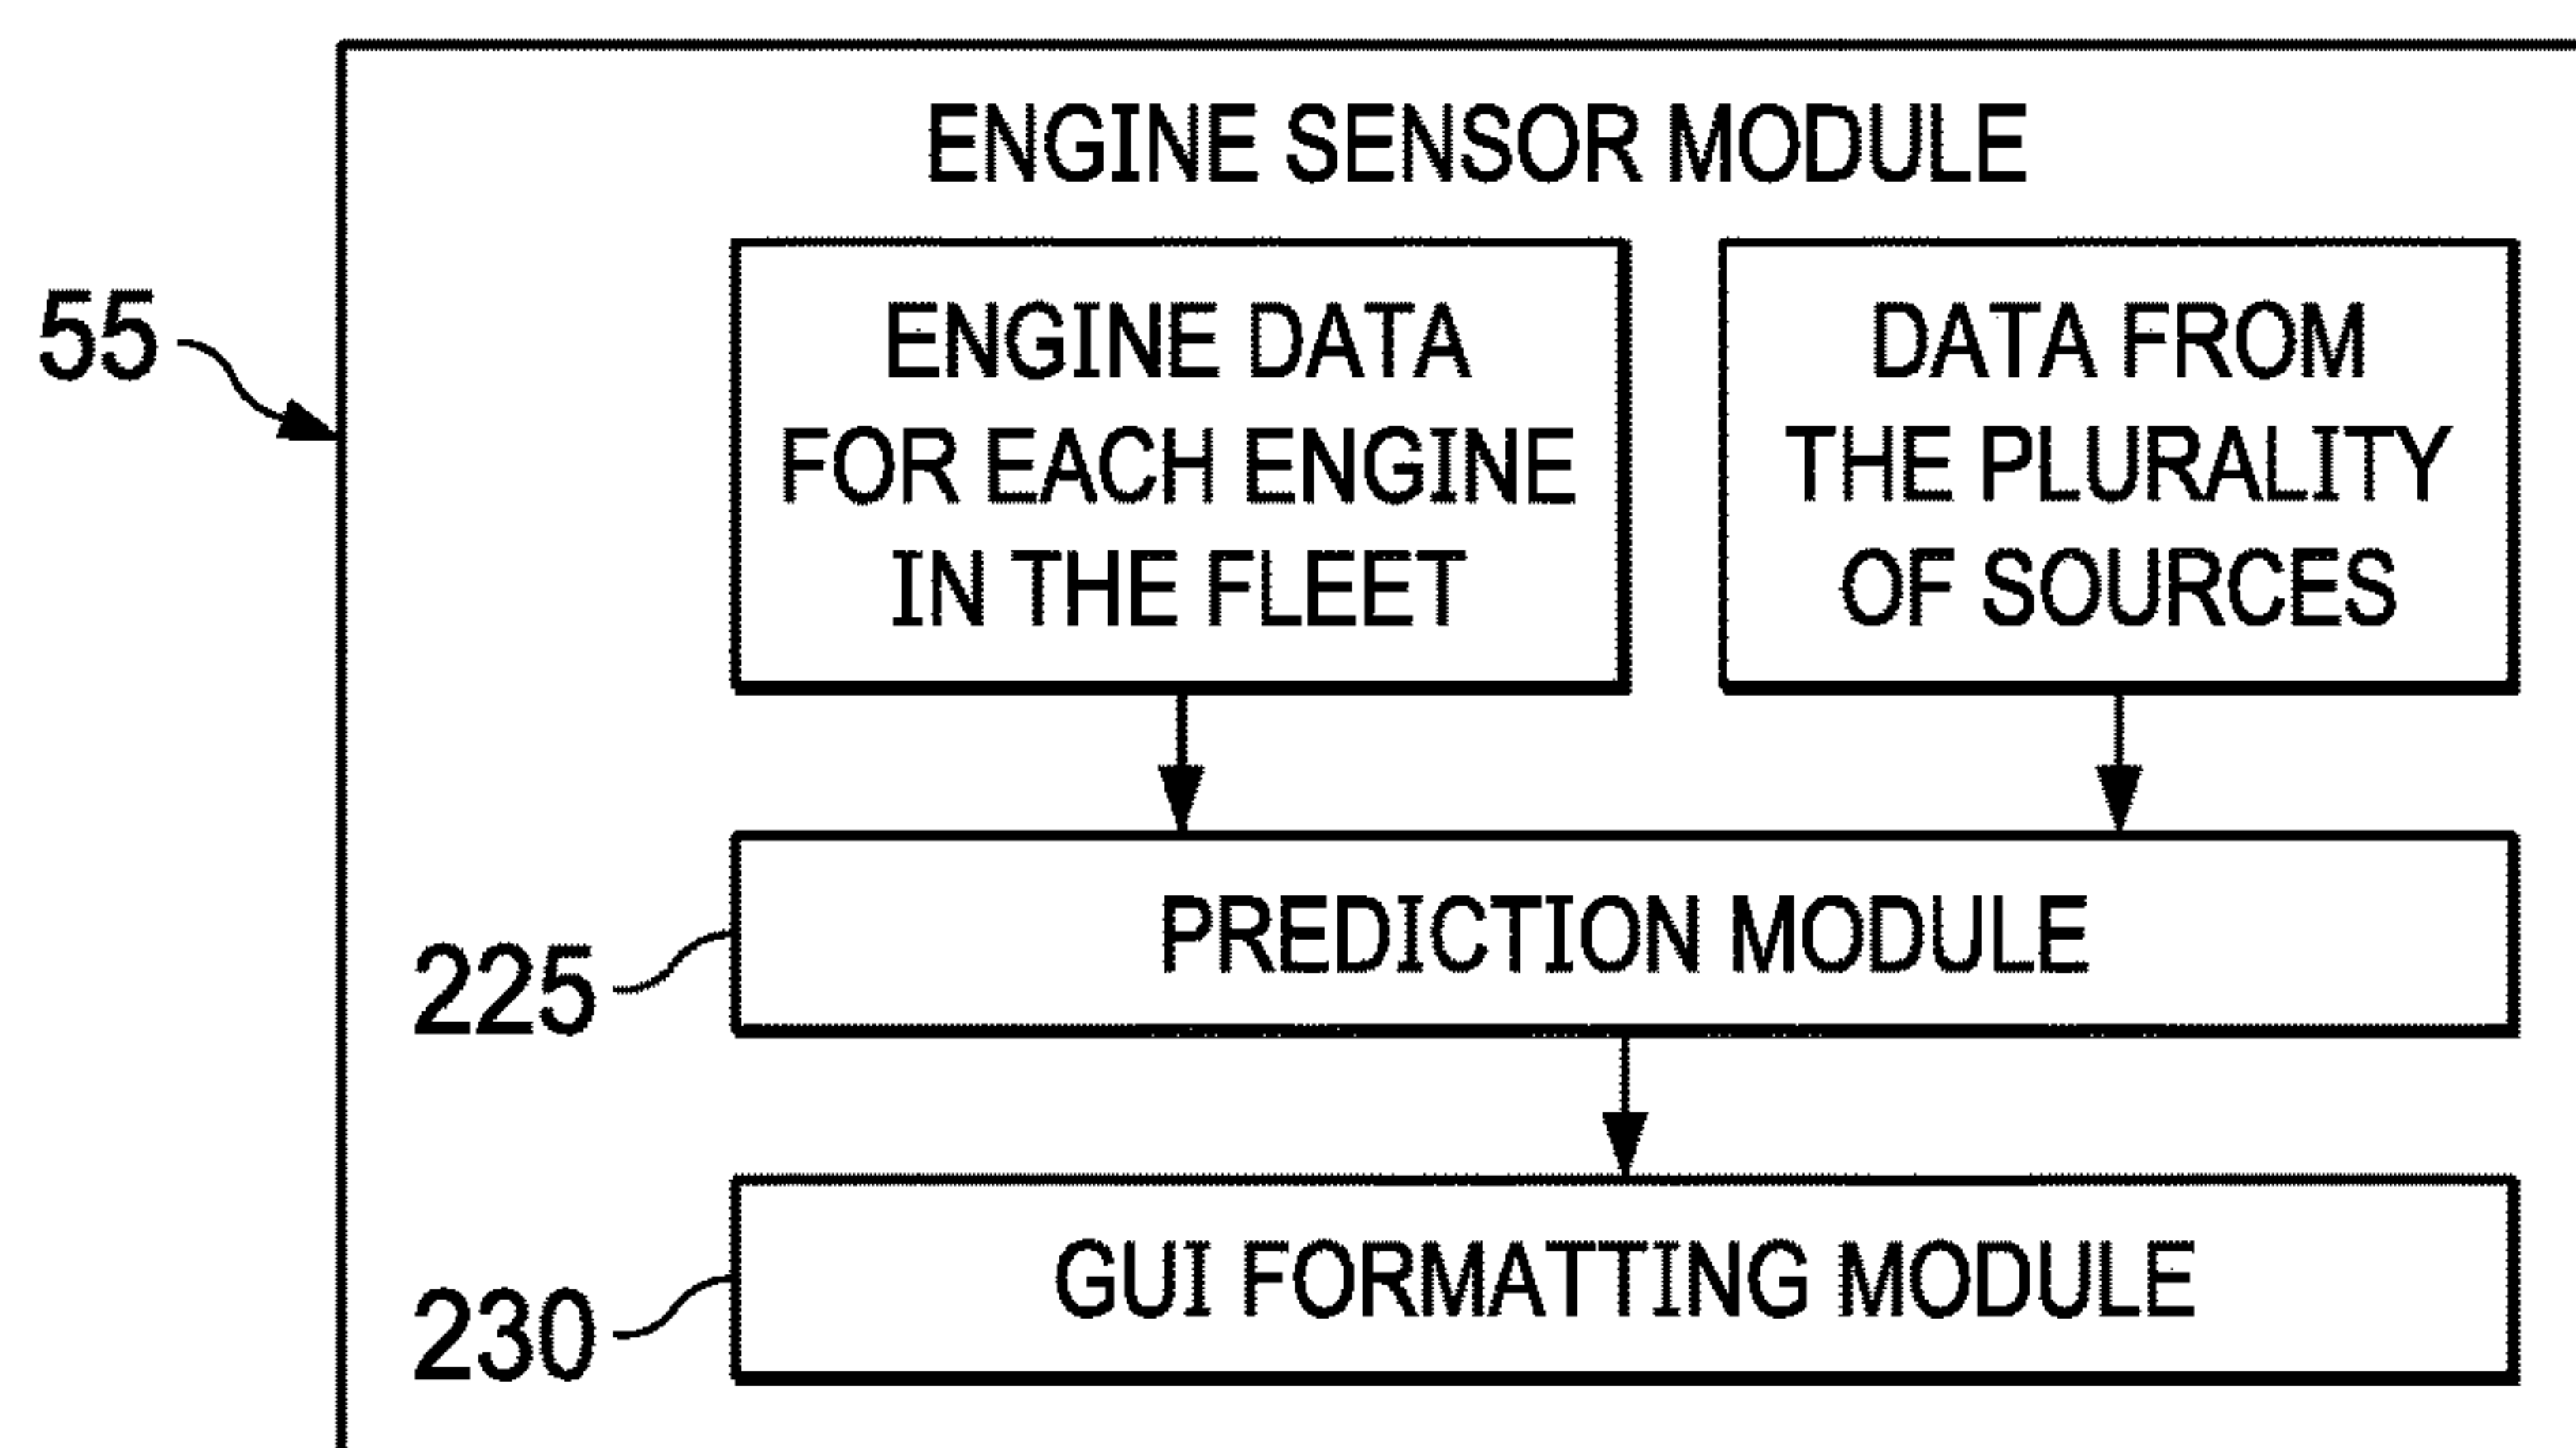 ENGINE SENSOR MODULE
55
ENGINE DATA
FOR EACH ENGINE
IN THE FLEET
DATA FROM
THE PLURALITY
OF SOURCES
225
PREDICTION MODULE
230
GUI FORMATTING MODULE